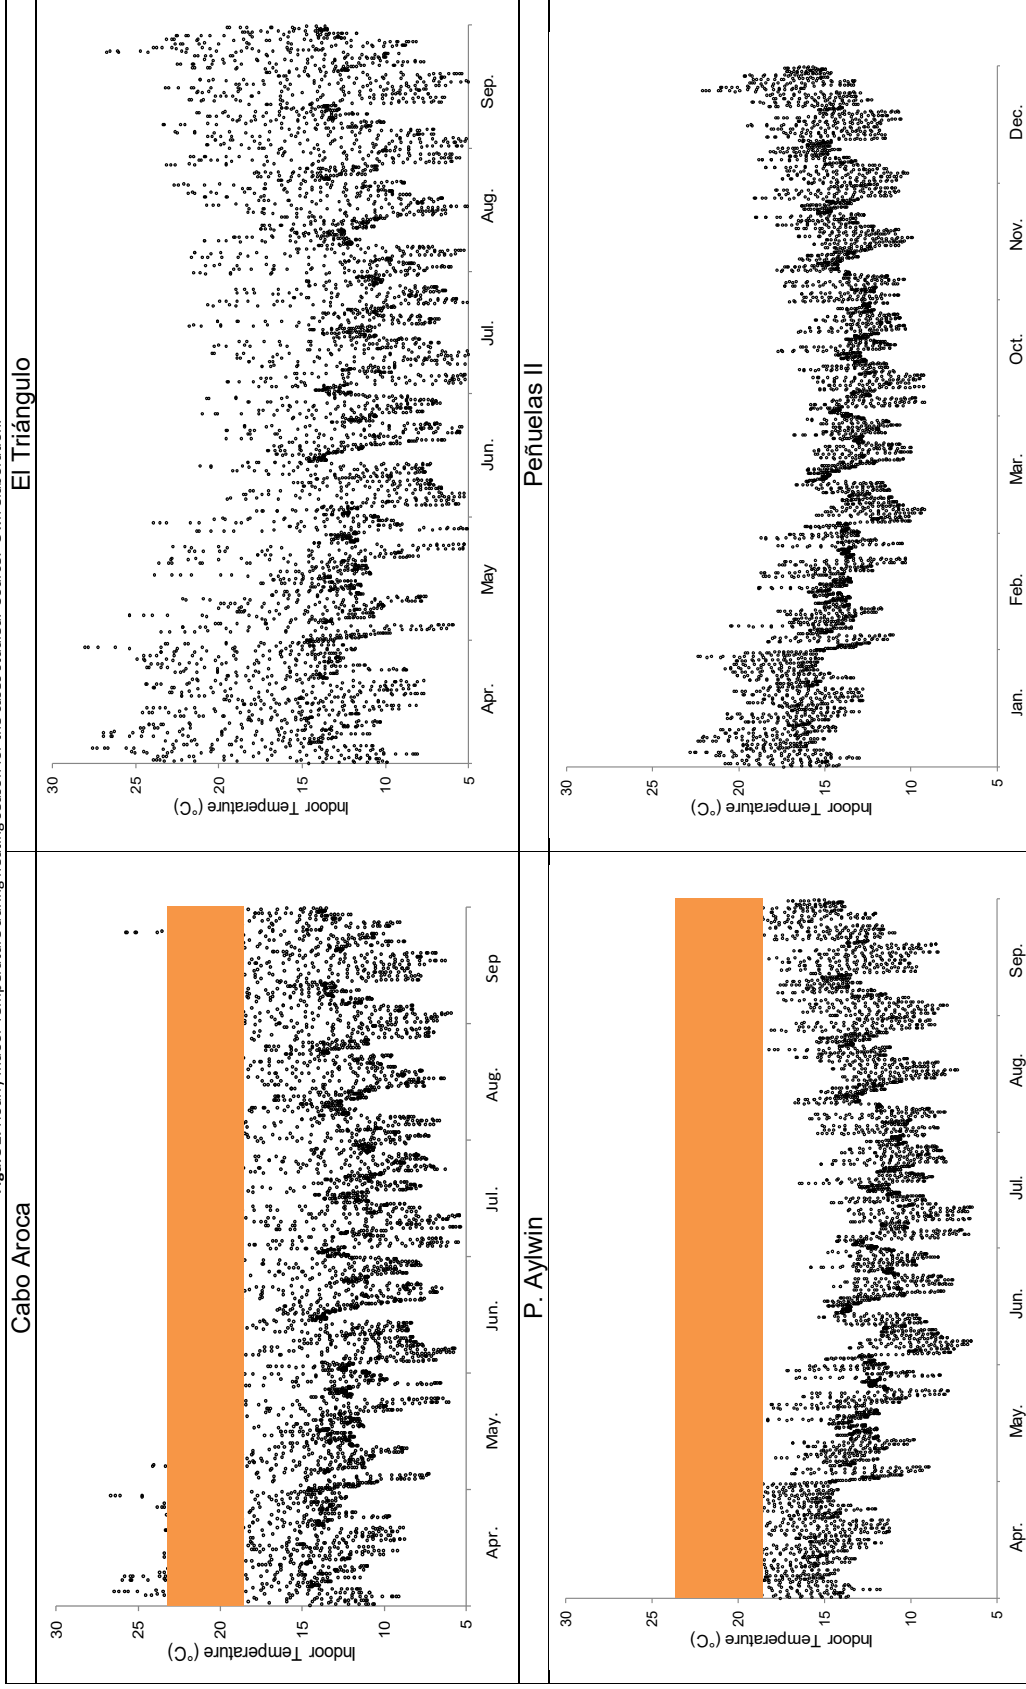 Cabo Aroca
30
25
20
15
10
5
Indoor Temperature (°C)
Apr. May. Jun. Jul. Aug. Sep
El Triángulo
30
25
20
15
10
5
Indoor Temperature (°C)
Apr. May Jun. Jul. Aug. Sep.
P. Aylwin
30
25
20
15
10
5
Indoor Temperature (°C)
Apr. May. Jun. Jul. Aug. Sep.
Peñuelas II
30
25
20
15
10
5
Indoor Temperature (°C)
Jan. Feb. Mar. Oct. Nov. Dec.